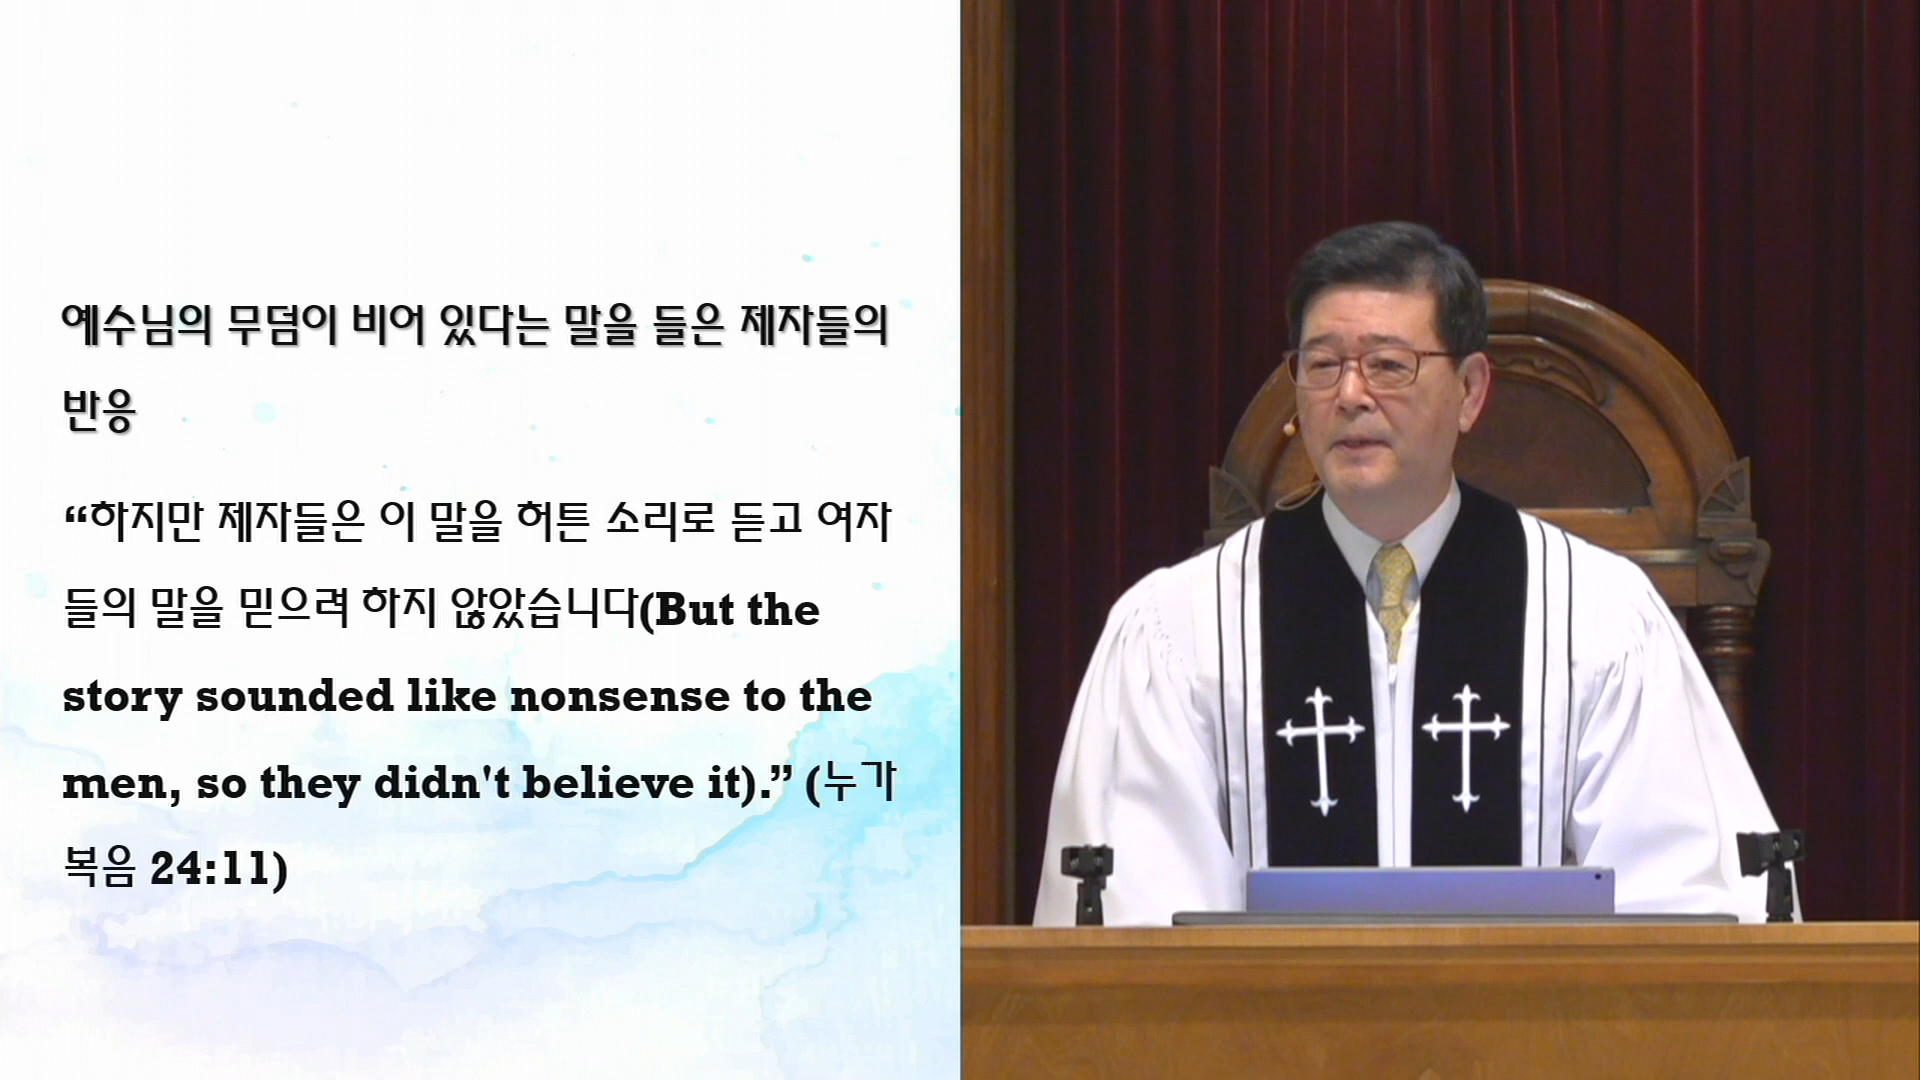 예수님의 무덤이 비어 있다는 말을 들은 제자들의
반응
“하지만 제자들은 이 말을 허튼 소리로 듣고 여자
들의 말을 믿으려 하지 않았습니다(But the
story sounded like nonsense to the
men, so they didn't believe it).” (누가
복음 24:11)